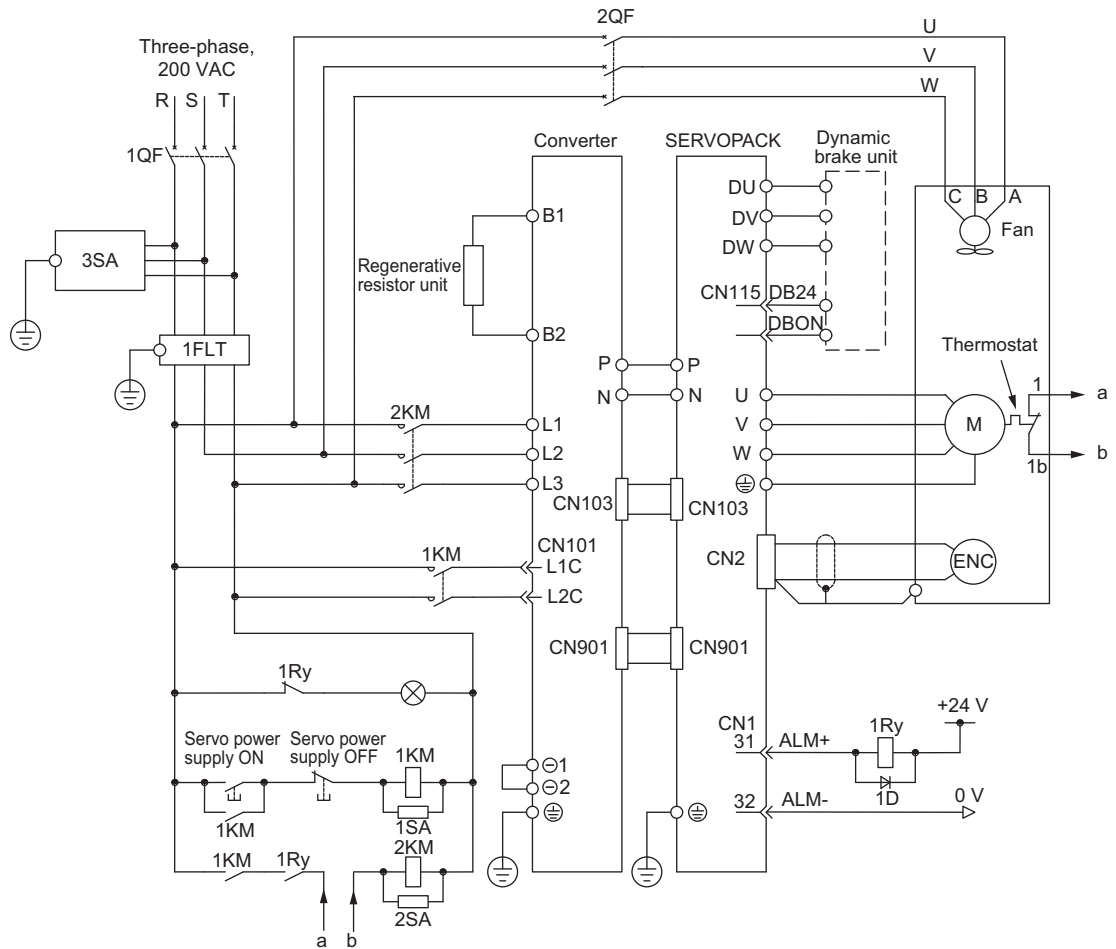 2QF
U
Three-phase,
200 VAC
V
W
R S T
1QF
Converter
SERVOPACK
Dynamic
brake unit
DU
C B A
B1
DV
Fan
DW
3SA
Regenerative
resistor unit
CN115 DB24
DBON
B2
1FLT
Thermostat
P P
1
a
N N
U
2KM
L1
V
M
L2
W
b
1b
L3
CN103
CN103
CN101
1KM
L1C
CN2
ENC
L2C
CN901
CN901
1Ry
+24 V
CN1
1Ry
Servo power
supply ON
Servo power
supply OFF
31 ALM+
1KM
⊖1
1D
⊖2
32 ALM-
0 V
1KM
1SA
2KM
1KM
1Ry
2SA
a b